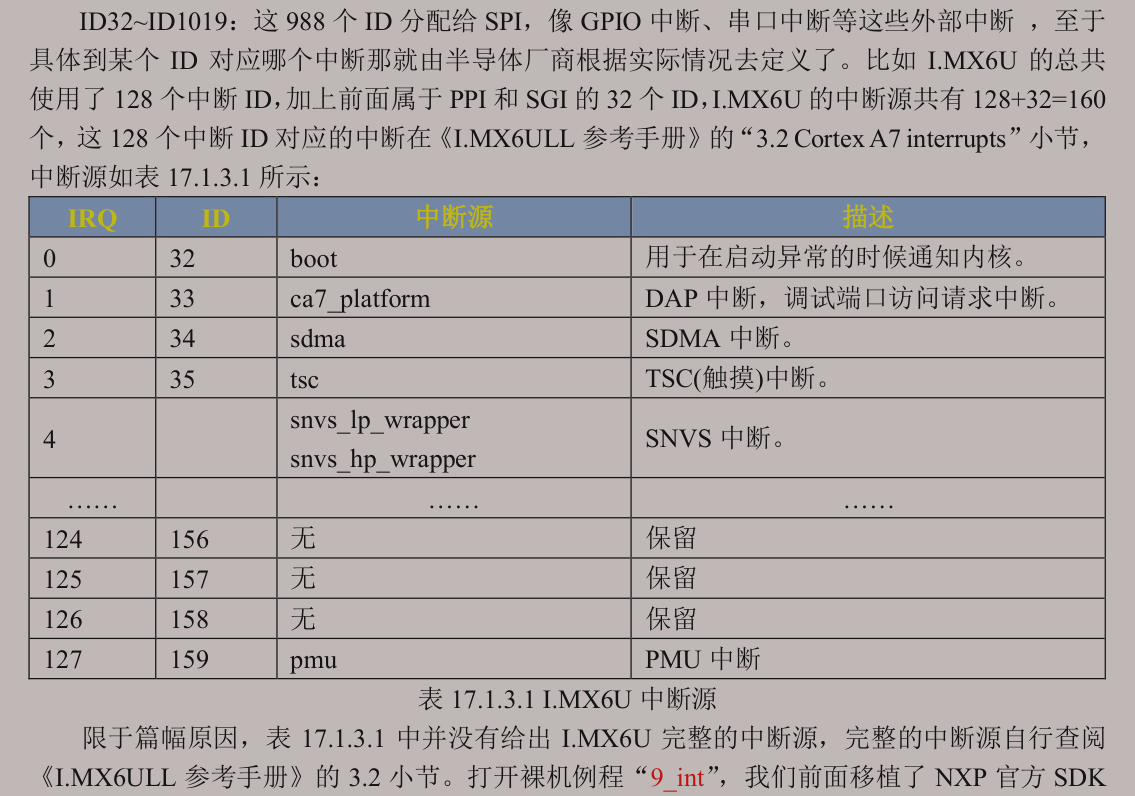 ID32~ID1019：这 988 个 ID 分配给 SPI，像 GPIO 中断、串口中断等这些外部中断 ，至于
具体到某个 ID 对应哪个中断那就由半导体厂商根据实际情况去定义了。比如 I.MX6U 的总共
使用了 128 个中断 ID，加上前面属于 PPI 和 SGI 的 32 个 ID，I.MX6U 的中断源共有 128+32=160
个，这 128 个中断 ID 对应的中断在《I.MX6ULL 参考手册》的“3.2 Cortex A7 interrupts”小节，
中断源如表 17.1.3.1 所示：
IRQ ID 中断源 描述
0 32 boot 用于在启动异常的时候通知内核。
1 33 ca7_platform DAP 中断，调试端口访问请求中断。
2 34 sdma SDMA 中断。
3 35 tsc TSC(触摸)中断。
4 snvs_lp_wrapper SNVS 中断。
snvs_hp_wrapper
…… …… ……
124 156 无 保留
125 157 无 保留
126 158 无 保留
127 159 pmu PMU 中断
表 17.1.3.1 I.MX6U 中断源
限于篇幅原因，表 17.1.3.1 中并没有给出 I.MX6U 完整的中断源，完整的中断源自行查阅
《I.MX6ULL 参考手册》的 3.2 小节。打开裸机例程“9_int”，我们前面移植了 NXP 官方 SDK